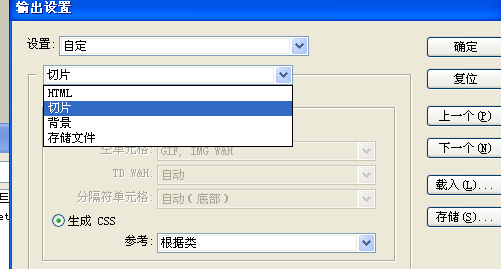 输出设置
设置: 自定
确定
切片
复位
HTML
切片
背景
上一个(P)
存储文件
空单元格: GIF, IMG W&H
下一个(N)
TD W&H: 自动
载入(L)...
分隔符单元格: 自动(底部)
存储(S)...
生成 CSS
参考: 根据类